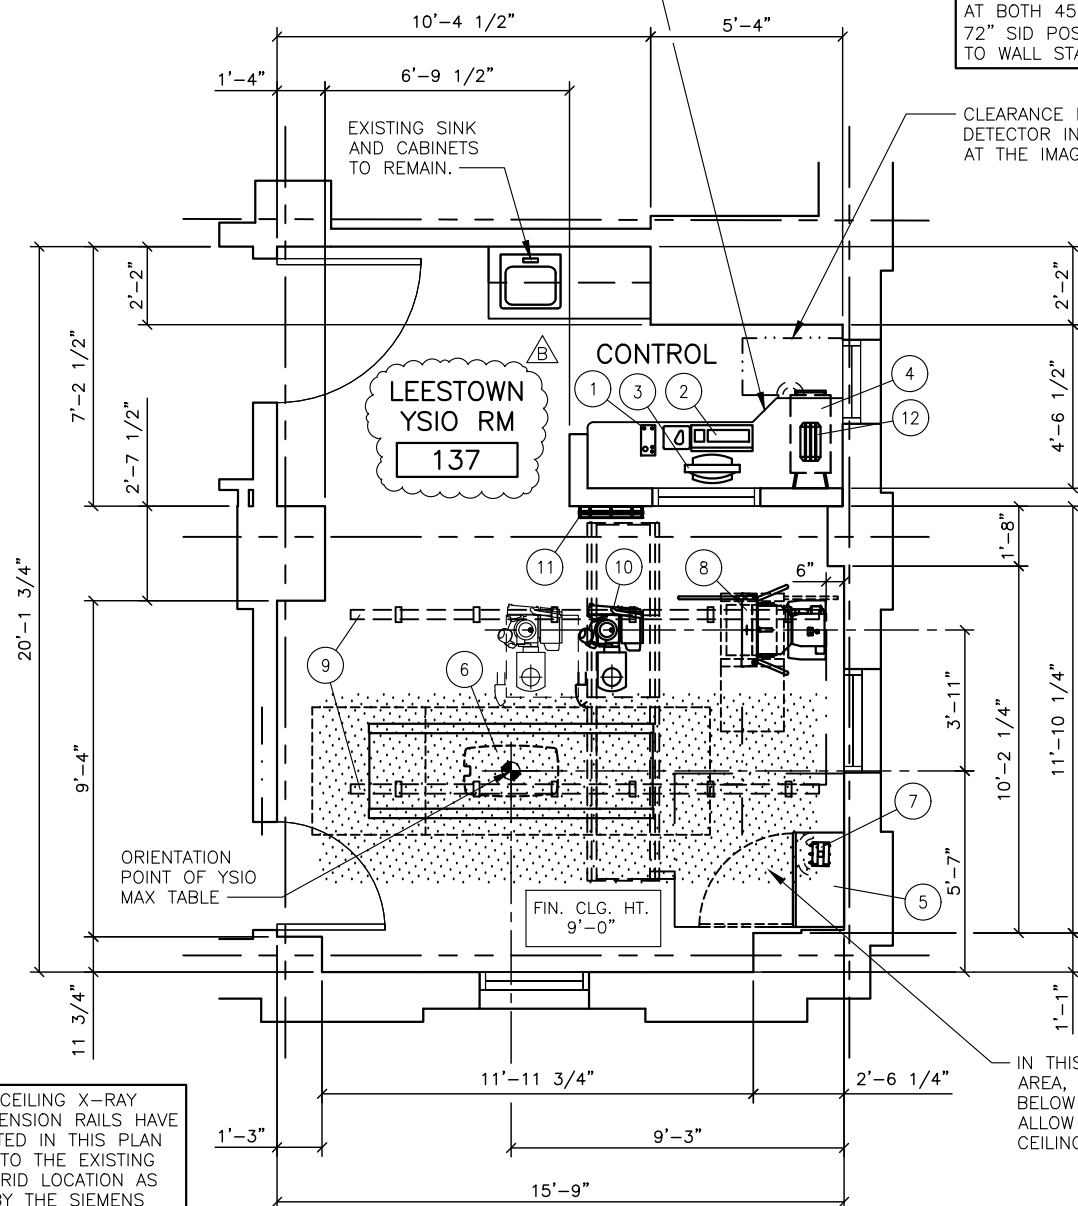 10'-4 1/2"
5'-4"
AT BOTH 45
72" SID POS
TO WALL STA
1'-4"
6'-9 1/2"
EXISTING SINK
AND CABINETS
TO REMAIN.
CLEARANCE
DETECTOR IN
AT THE IMAG
2'-2"
2'-2"
B
CONTROL
LEESTOWN
YSIO RM
137
1
3
2
4
12
7'-2 1/2"
2'-7 1/2"
4'-6 1/2"
11
10
8
6"
1'-8"
20'-1 3/4"
9
6
3'-11"
10'-2 1/4"
11'-10 1/4"
9'-4"
7
5
5'-7"
ORIENTATION
POINT OF YSIO
MAX TABLE
FIN. CLG. HT.
9'-0"
11 3/4"
1'-1"
IN THIS
AREA,
BELOW
ALLOW
CEILING
11'-11 3/4"
2'-6 1/4"
CEILING X-RAY
ENSION RAILS HAVE
TED IN THIS PLAN
TO THE EXISTING
RID LOCATION AS
BY THE SIEMENS
1'-3"
9'-3"
15'-9"